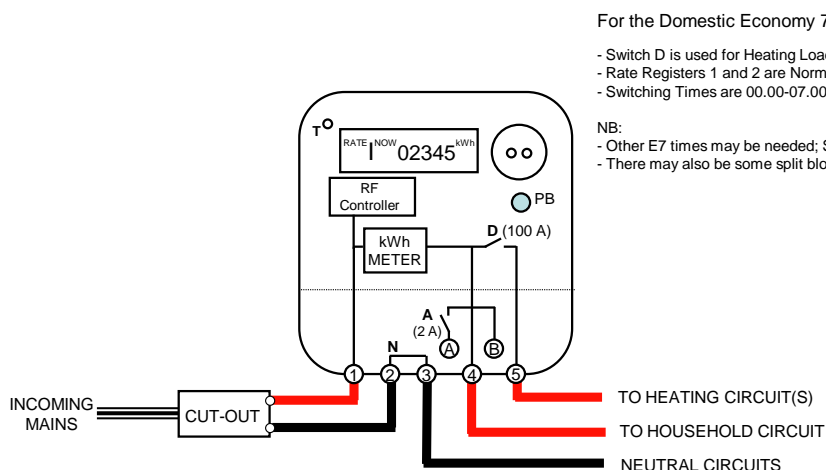 For the Domestic Economy 7
- Switch D is used for Heating Loa
- Rate Registers 1 and 2 are Norm
- Switching Times are 00.00-07.00
NB:
- Other E7 times may be needed; S
- There may also be some split blo
T
RATE I NOW 02345 kWh
RF
Controller
PB
kWh
METER
D (100 A)
A
(2 A)
A B
N
1 2 3 4 5
INCOMING
MAINS
CUT-OUT
TO HEATING CIRCUIT(S)
TO HOUSEHOLD CIRCUIT
NEUTRAL CIRCUITS